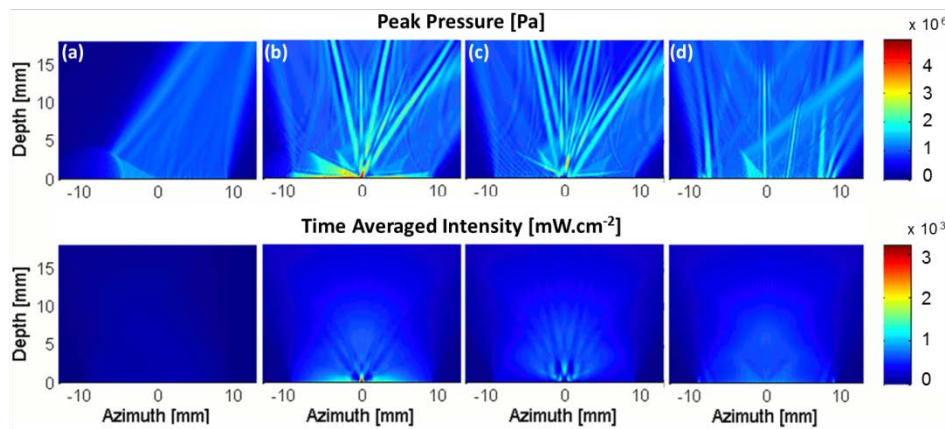 Peak Pressure [Pa]
x 10⁶
(a)
(b)
(c)
(d)
Depth [mm]
15
10
5
0
-10
0
10
-10
0
10
-10
0
10
-10
0
10
4
3
2
1
0
Time Averaged Intensity [mW.cm⁻²]
x 10³
Depth [mm]
15
10
5
0
-10
0
10
-10
0
10
-10
0
10
-10
0
10
3
2
1
0
Azimuth [mm]
Azimuth [mm]
Azimuth [mm]
Azimuth [mm]